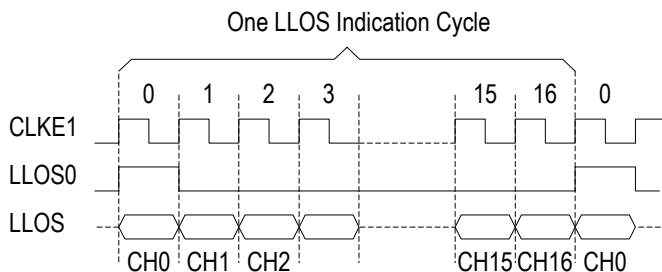 One LLOS Indication Cycle
0 1 2 3 15 16 0
CLKE1
LLOS0
LLOS
CH0 CH1 CH2 CH15 CH16 CH0